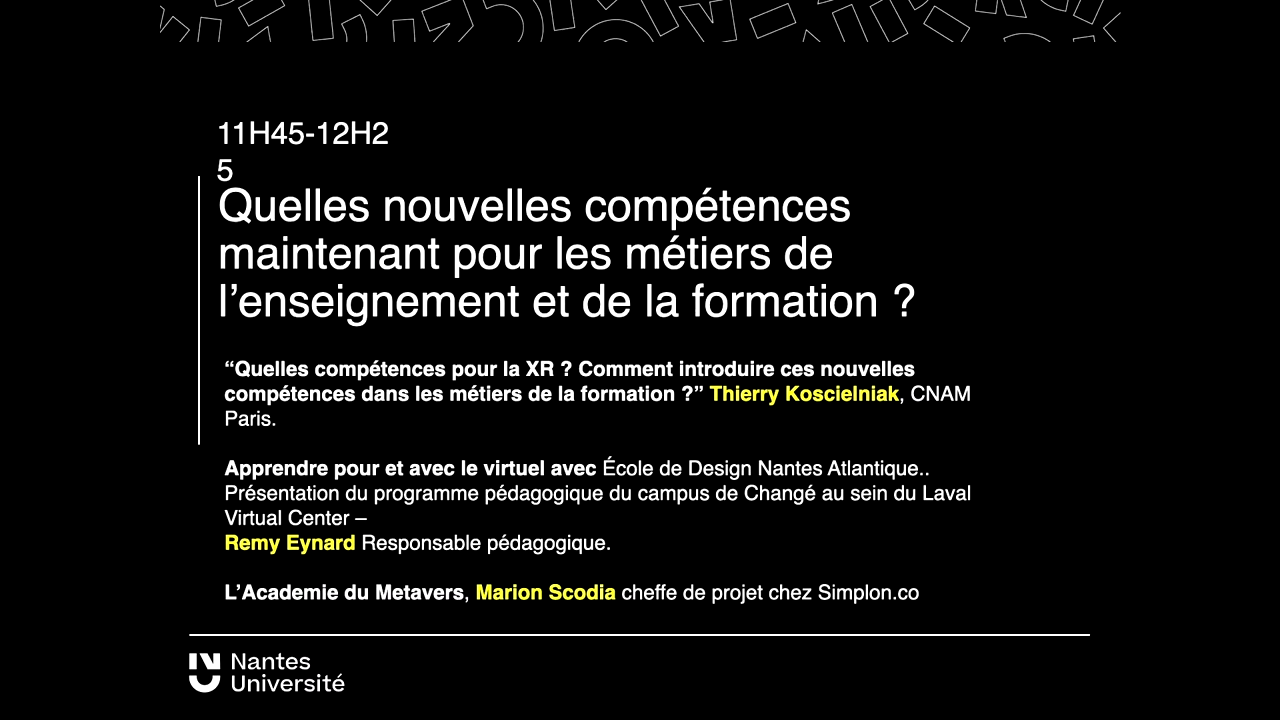 11H45-12H2
5
Quelles nouvelles compétences
maintenant pour les métiers de
l’enseignement et de la formation ?
“Quelles compétences pour la XR ? Comment introduire ces nouvelles
compétences dans les métiers de la formation ?” Thierry Koscielniak, CNAM
Paris.
Apprendre pour et avec le virtuel avec École de Design Nantes Atlantique..
Présentation du programme pédagogique du campus de Changé au sein du Laval
Virtual Center –
Remy Eynard Responsable pédagogique.
L’Academie du Metavers, Marion Scodia cheffe de projet chez Simplon.co
Nantes
Université